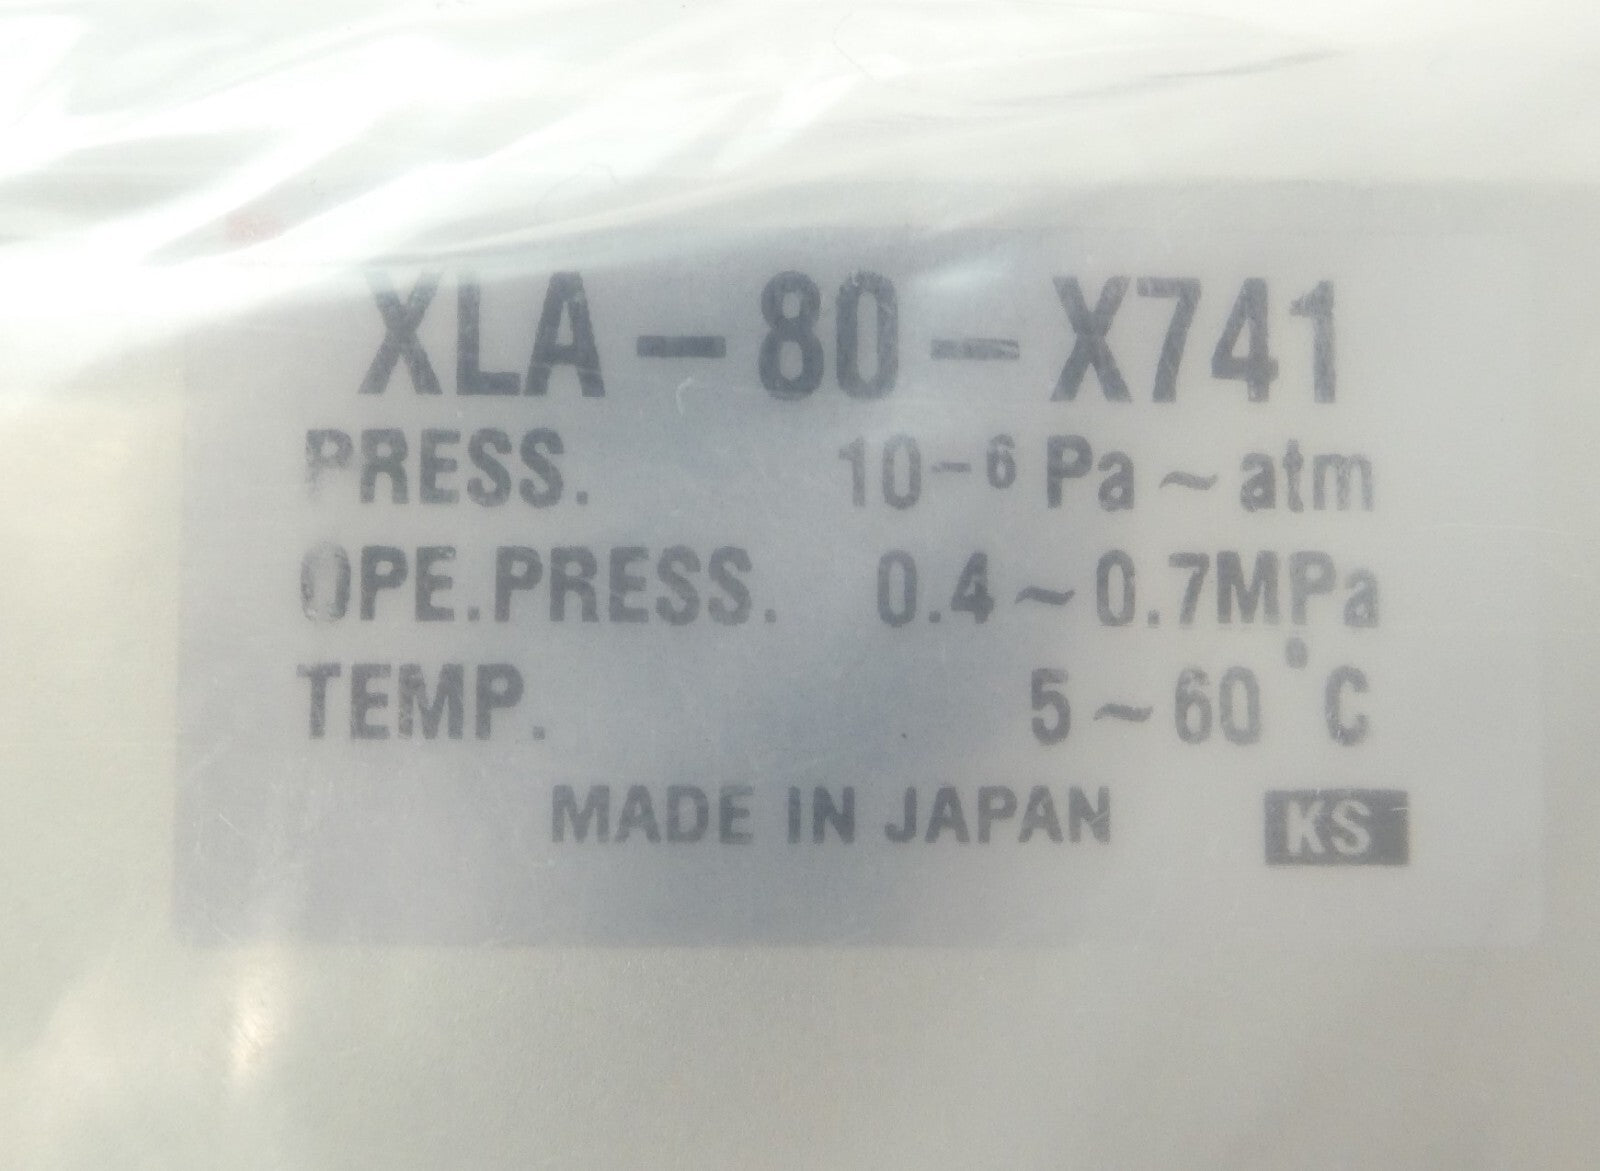 XLA-80-X741
PRESS. 10⁻⁶ Pa~atm
OPE.PRESS. 0.4~0.7MPa
TEMP. 5~60°C
MADE IN JAPAN KS